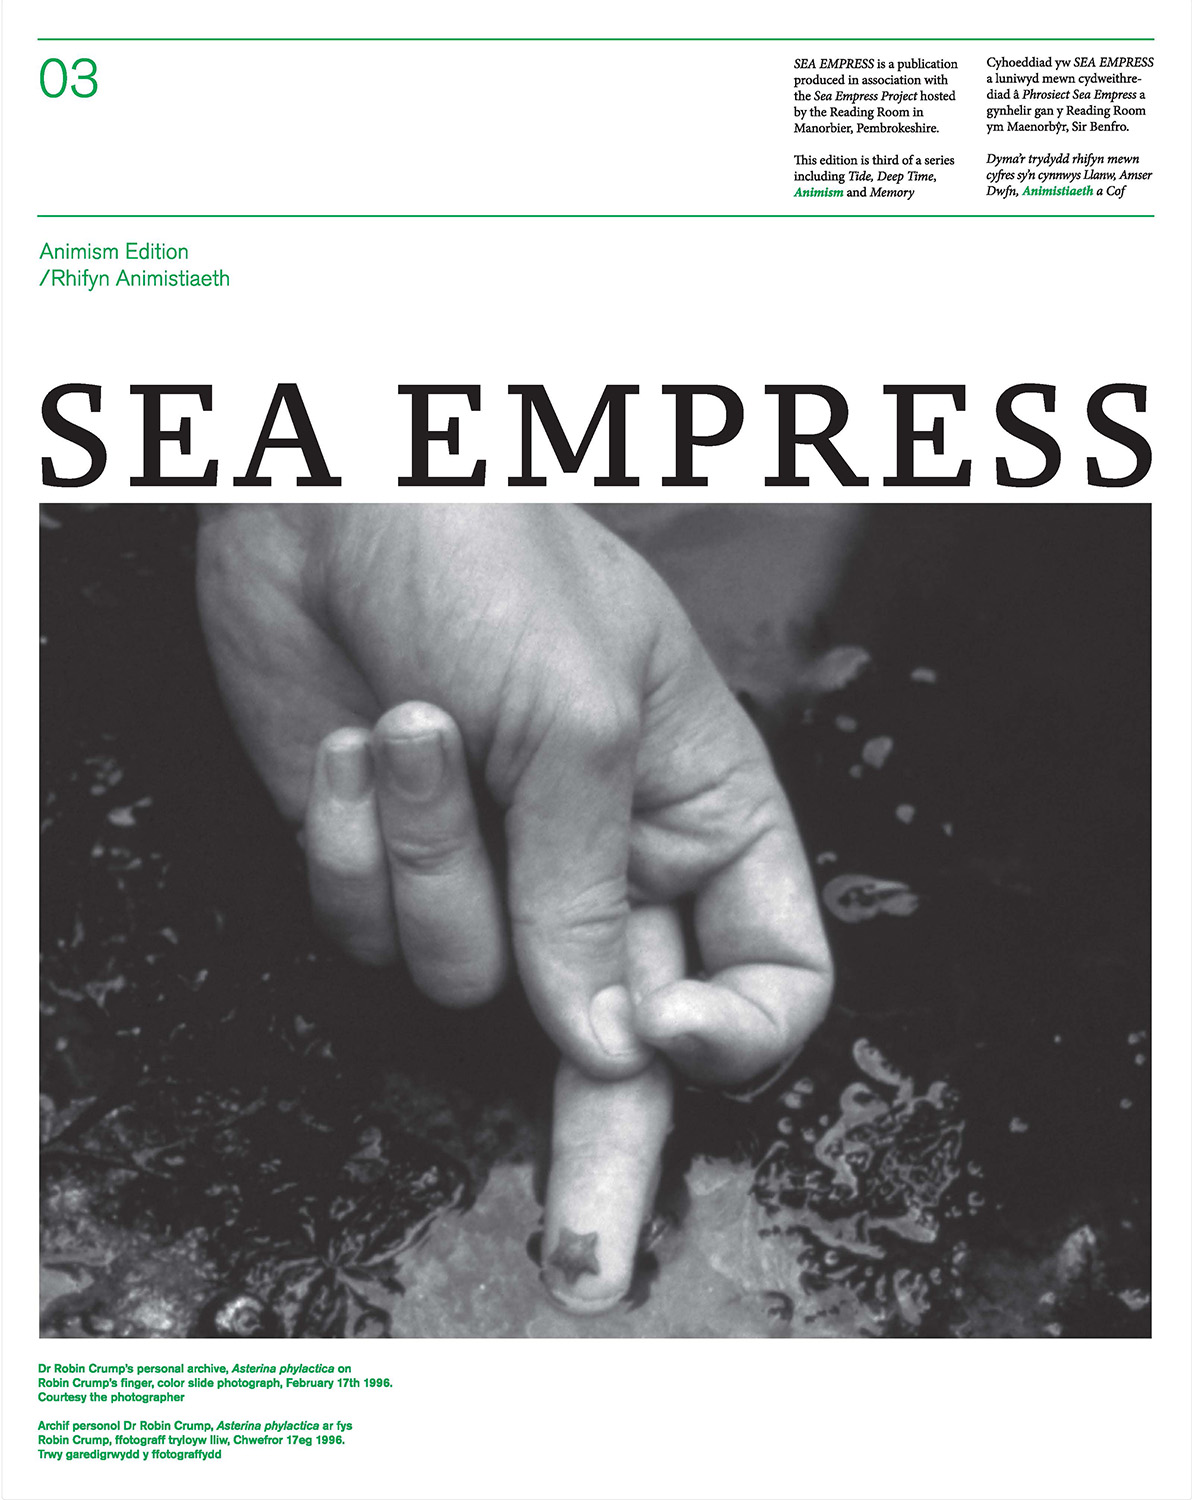 03
SEA EMPRESS is a publication
produced in association with
the Sea Empress Project hosted
by the Reading Room in
Manorbier, Pembrokeshire.
This edition is third of a series
including Tide, Deep Time,
Animism and Memory
Cyhoeddiad yw SEA EMPRESS
a luniwyd mewn cydweithre-
diad â Phrosiect Sea Empress a
gynhelir gan y Reading Room
ym Maenorbŷr, Sir Benfro.
Dyma'r trydydd rhifyn mewn
cyfres sy'n cynnwys Llanw, Amser
Dwfn, Animistiaeth a Cof
Animism Edition
/Rhifyn Animistiaeth
SEA EMPRESS
Dr Robin Crump's personal archive, Asterina phylactica on
Robin Crump's finger, color slide photograph, February 17th 1996.
Courtesy the photographer
Archif personol Dr Robin Crump, Asterina phylactica ar fys
Robin Crump, ffotograff tryloyw lliw, Chwefror 17eg 1996.
Trwy garedigrwydd y ffotograffydd